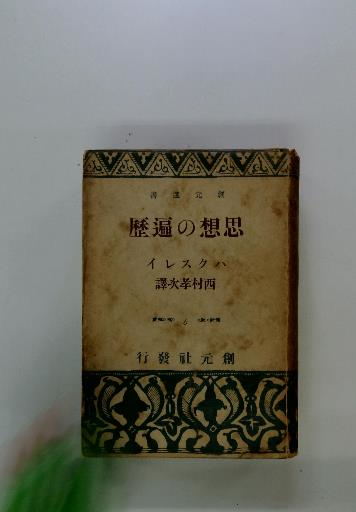 創元選書
思想の遍歴
ハクスレイ
西村孝次譯
6
創元社發行